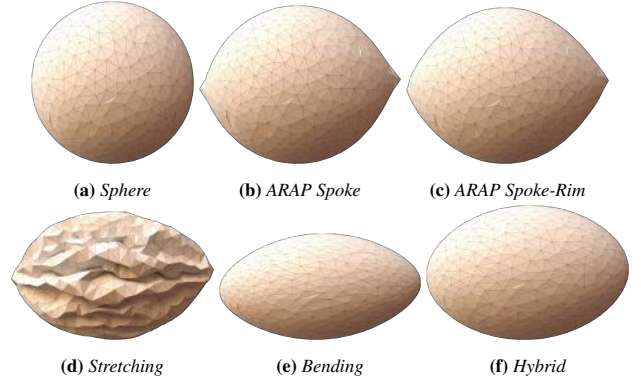 (a) Sphere
(b) ARAP Spoke
(c) ARAP Spoke-Rim
(d) Stretching
(e) Bending
(f) Hybrid